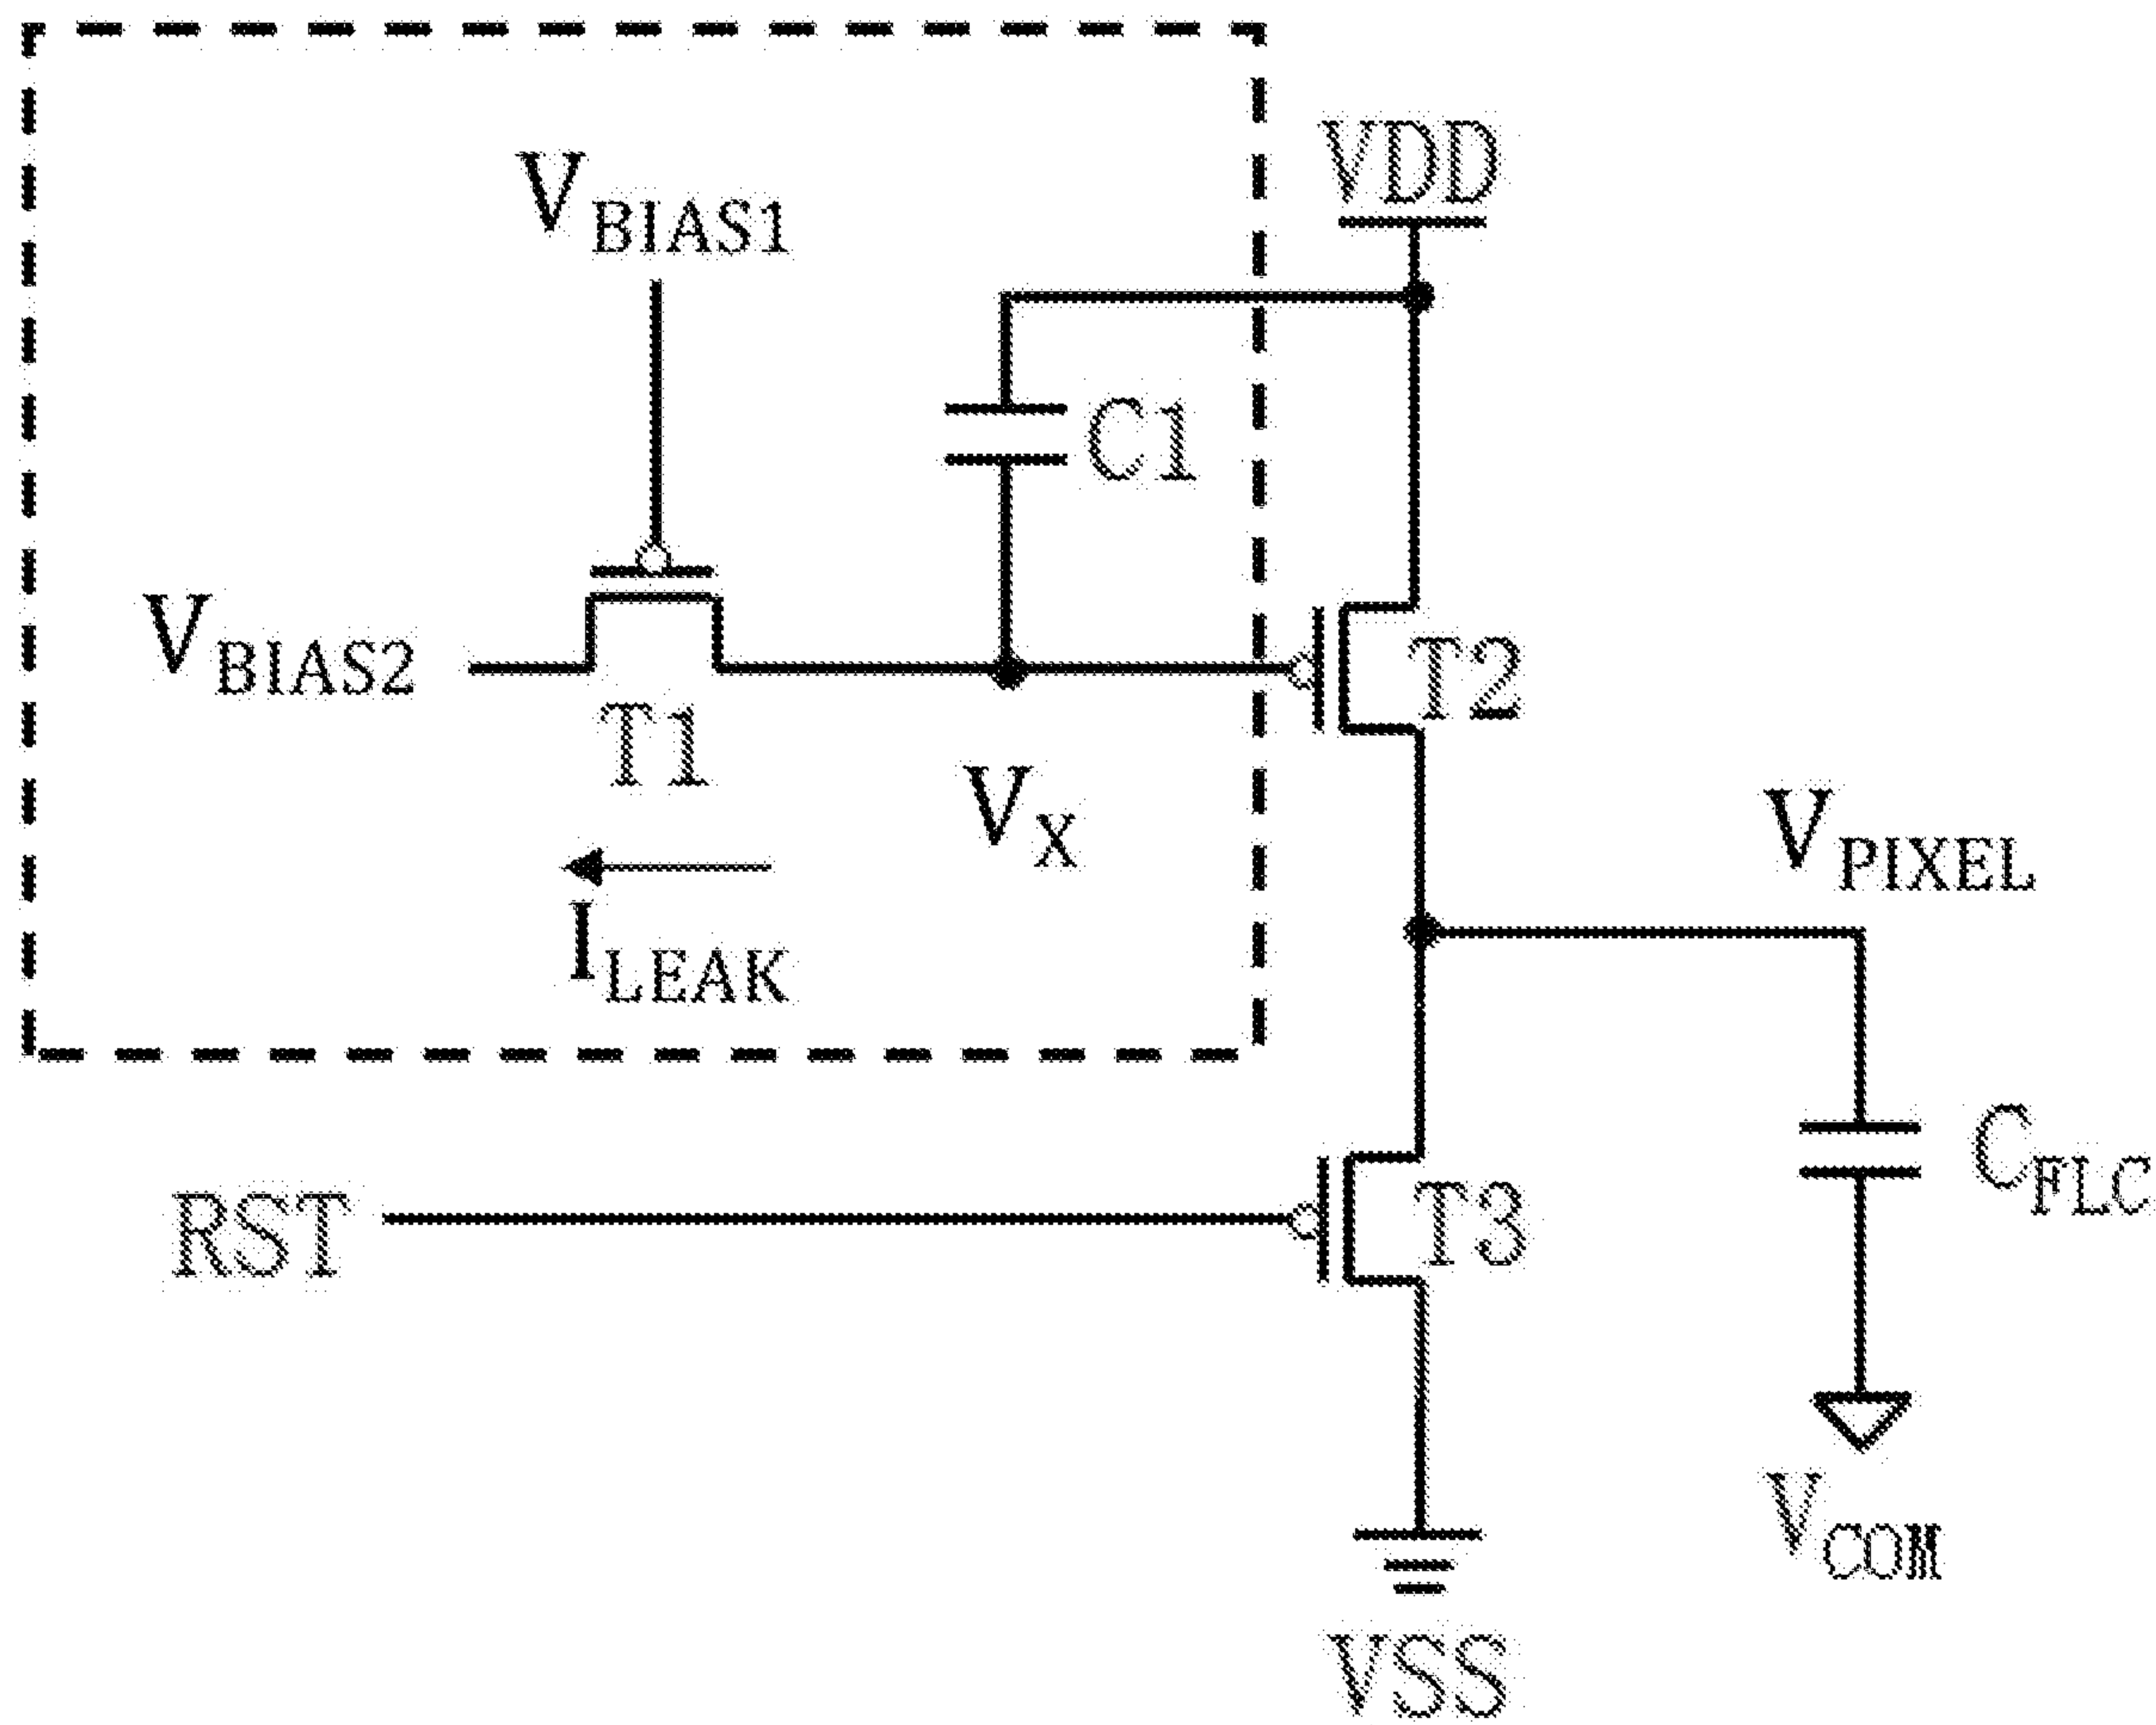 VDD
VBIAS1
C1
VBIAS2
T2
T1
VX
VPIXEL
ILEAK
CFLC
RST
T3
VCOM
VSS